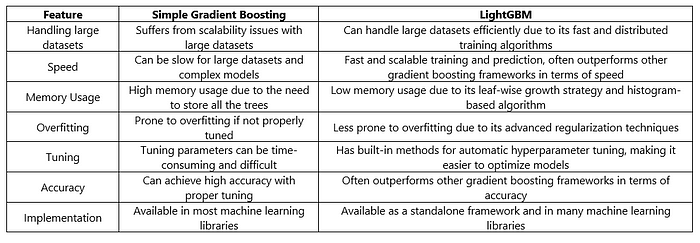 Feature Simple Gradient Boosting LightGBM
Handling large datasets Suffers from scalability issues with large datasets Can handle large datasets efficiently due to its fast and distributed training algorithms
Speed Can be slow for large datasets and complex models Fast and scalable training and prediction, often outperforms other gradient boosting frameworks in terms of speed
Memory Usage High memory usage due to the need to store all the trees Low memory usage due to its leaf-wise growth strategy and histogram-based algorithm
Overfitting Prone to overfitting if not properly tuned Less prone to overfitting due to its advanced regularization techniques
Tuning Tuning parameters can be time-consuming and difficult Has built-in methods for automatic hyperparameter tuning, making it easier to optimize models
Accuracy Can achieve high accuracy with proper tuning Often outperforms other gradient boosting frameworks in terms of accuracy
Implementation Available in most machine learning libraries Available as a standalone framework and in many machine learning libraries